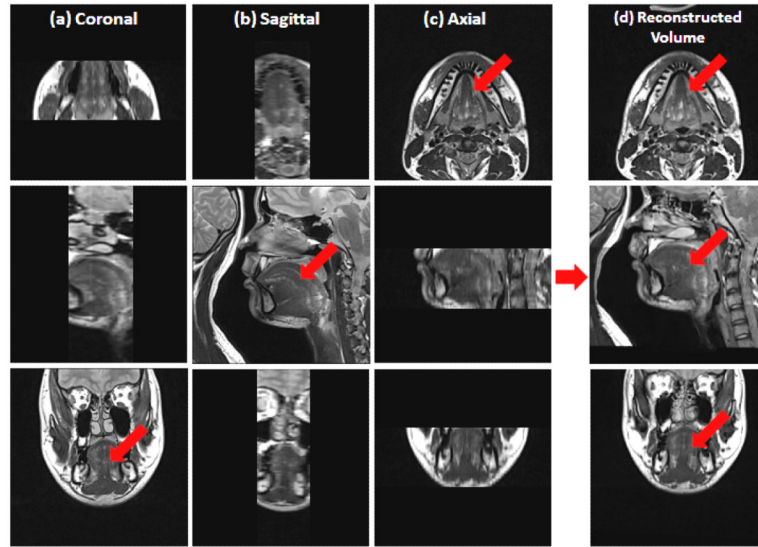 (a) Coronal
(b) Sagittal
(c) Axial
(d) Reconstructed
Volume